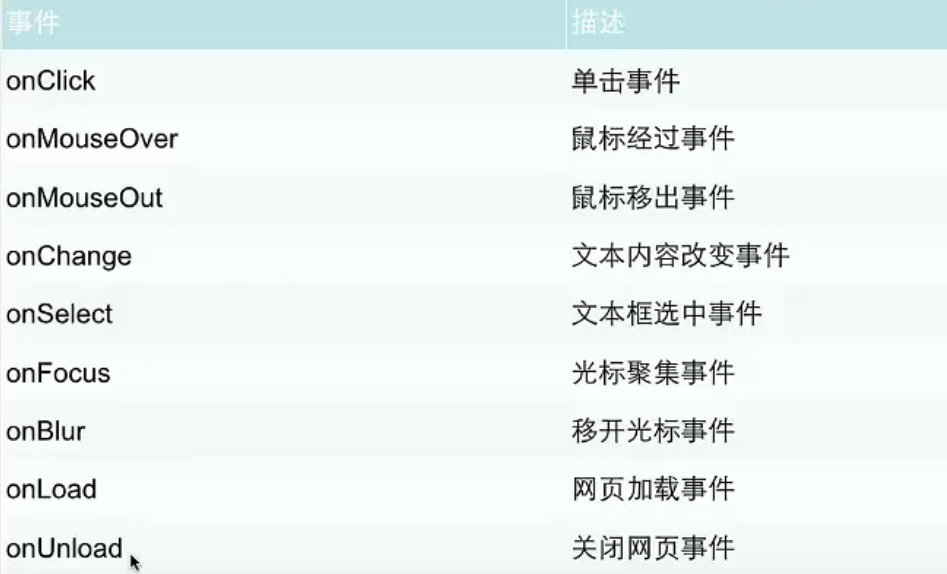 事件 描述
onClick 单击事件
onMouseOver 鼠标经过事件
onMouseOut 鼠标移出事件
onChange 文本内容改变事件
onSelect 文本框选中事件
onFocus 光标聚集事件
onBlur 移开光标事件
onLoad 网页加载事件
onUnload 关闭网页事件